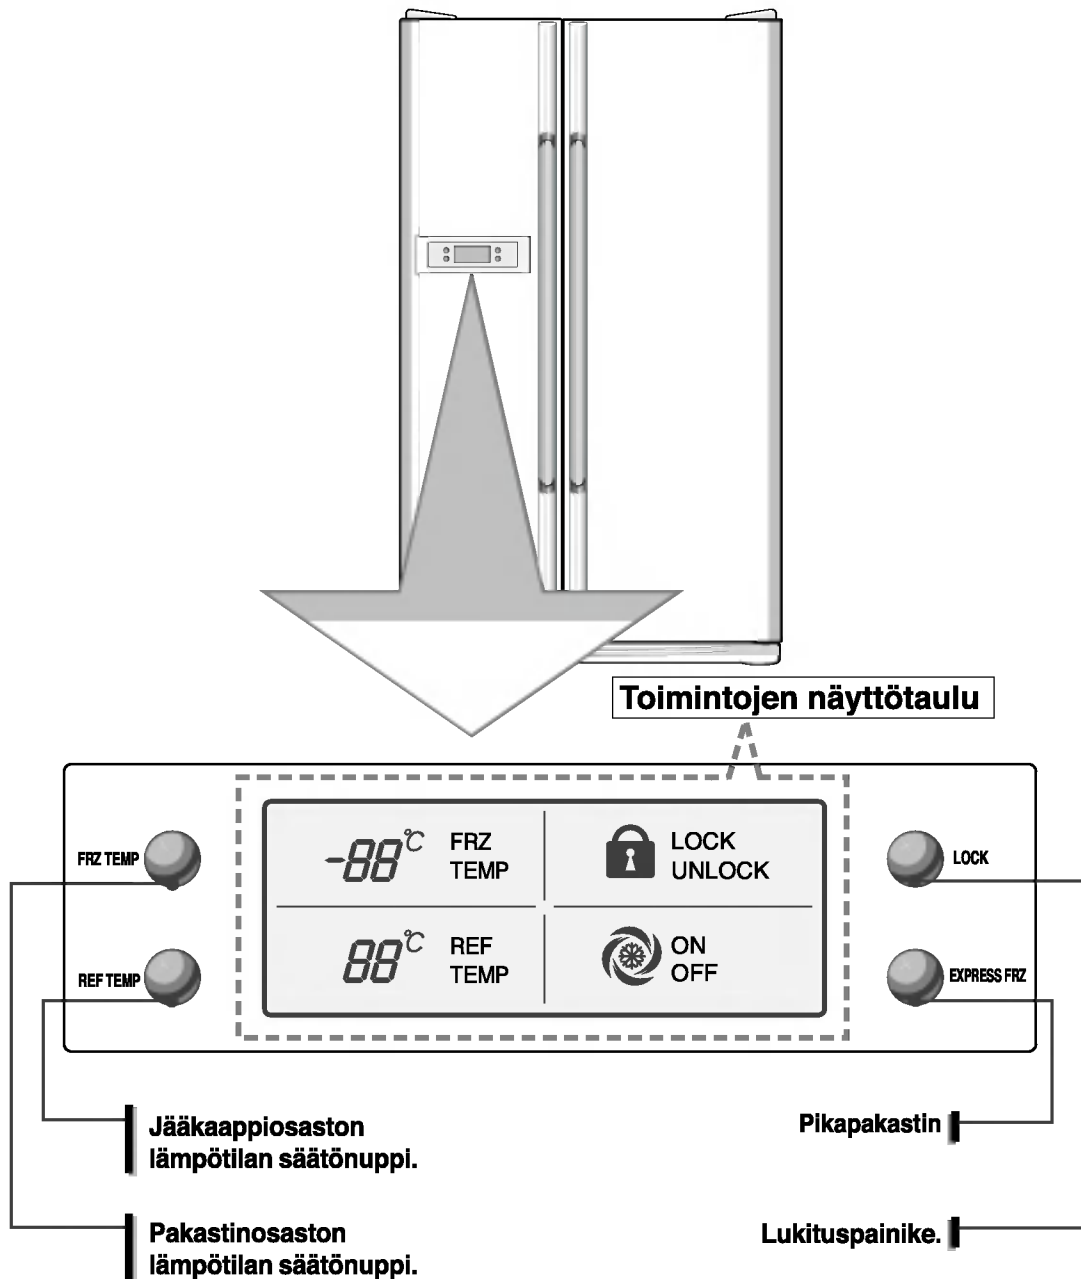 Toimintojen näyttötaulu
FRZ TEMP
-88°C FRZ
TEMP
LOCK
UNLOCK
LOCK
REF TEMP
88°C REF
TEMP
ON
OFF
EXPRESS FRZ
Jääkaappiosaston
lämpötilan säätönuppi.
Pikapakastin
Pakastinosaston
lämpötilan säätönuppi.
Lukituspainike.